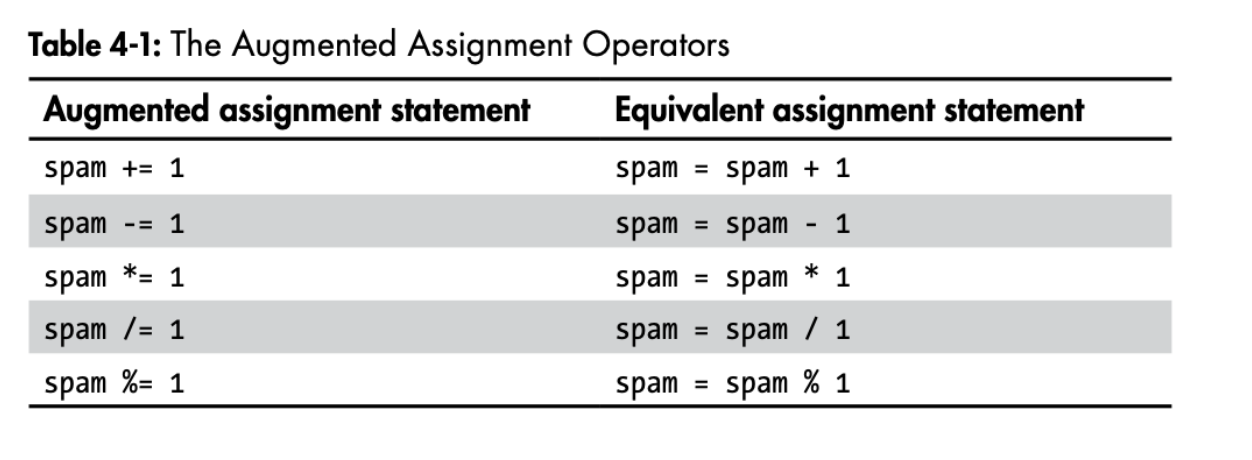 Table 4-1: The Augmented Assignment Operators
Augmented assignment statement Equivalent assignment statement
spam += 1 spam = spam + 1
spam -= 1 spam = spam - 1
spam *= 1 spam = spam * 1
spam /= 1 spam = spam / 1
spam %= 1 spam = spam % 1